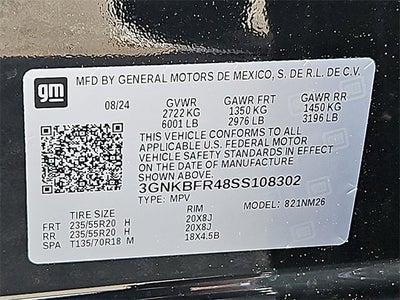 MFD BY GENERAL MOTORS DE MEXICO, S. DE R.L. DE C.V.
gm
08/24 GVWR GAWR FRT GAWR RR
2722 KG 1350 KG 1450 KG
6001 LB 2976 LB 3196 LB
THIS VEHICLE CONFORMS TO ALL
APPLICABLE U.S. FEDERAL MOTOR
VEHICLE SAFETY STANDARDS IN EFFECT
ON THE DATE OF MANUFACTURE
SHOWN ABOVE.
3GNKBFR48SS108302
TYPE: MPV MODEL: 821NM26
TIRE SIZE RIM
FRT 235/55R20 H 20X8J
RR 235/55R20 H 20X8J
SPA T135/70R18 M 18X4.5B